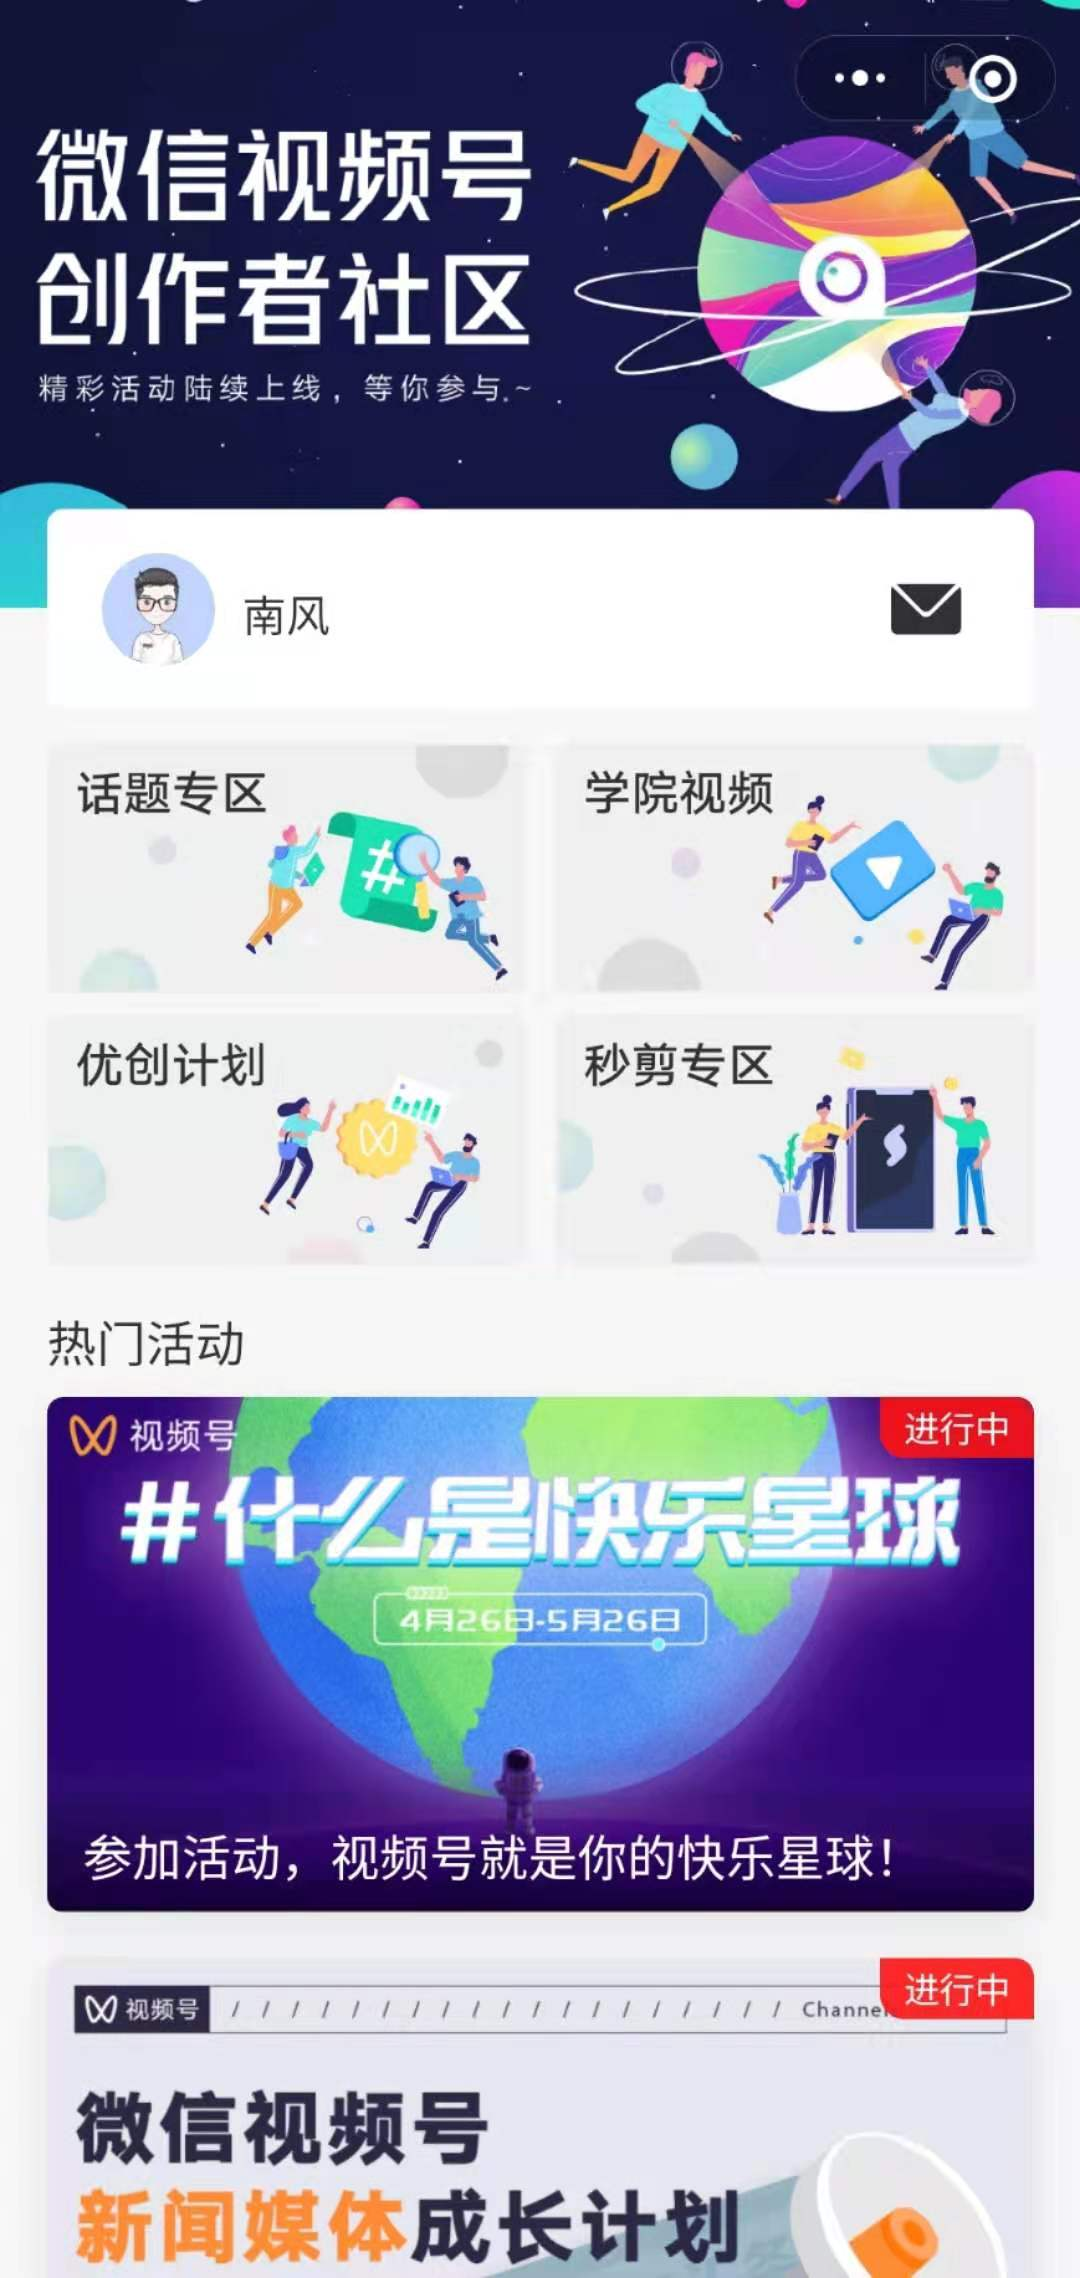 微信视频号
创作者社区
精彩活动陆续上线，等你参与~
南风
话题专区
学院视频
优创计划
秒剪专区
热门活动
视频号
进行中
#什么是快乐星球
4月26日-5月26日
参加活动，视频号就是你的快乐星球！
进行中
视频号
Channel
微信视频号
新闻媒体成长计划